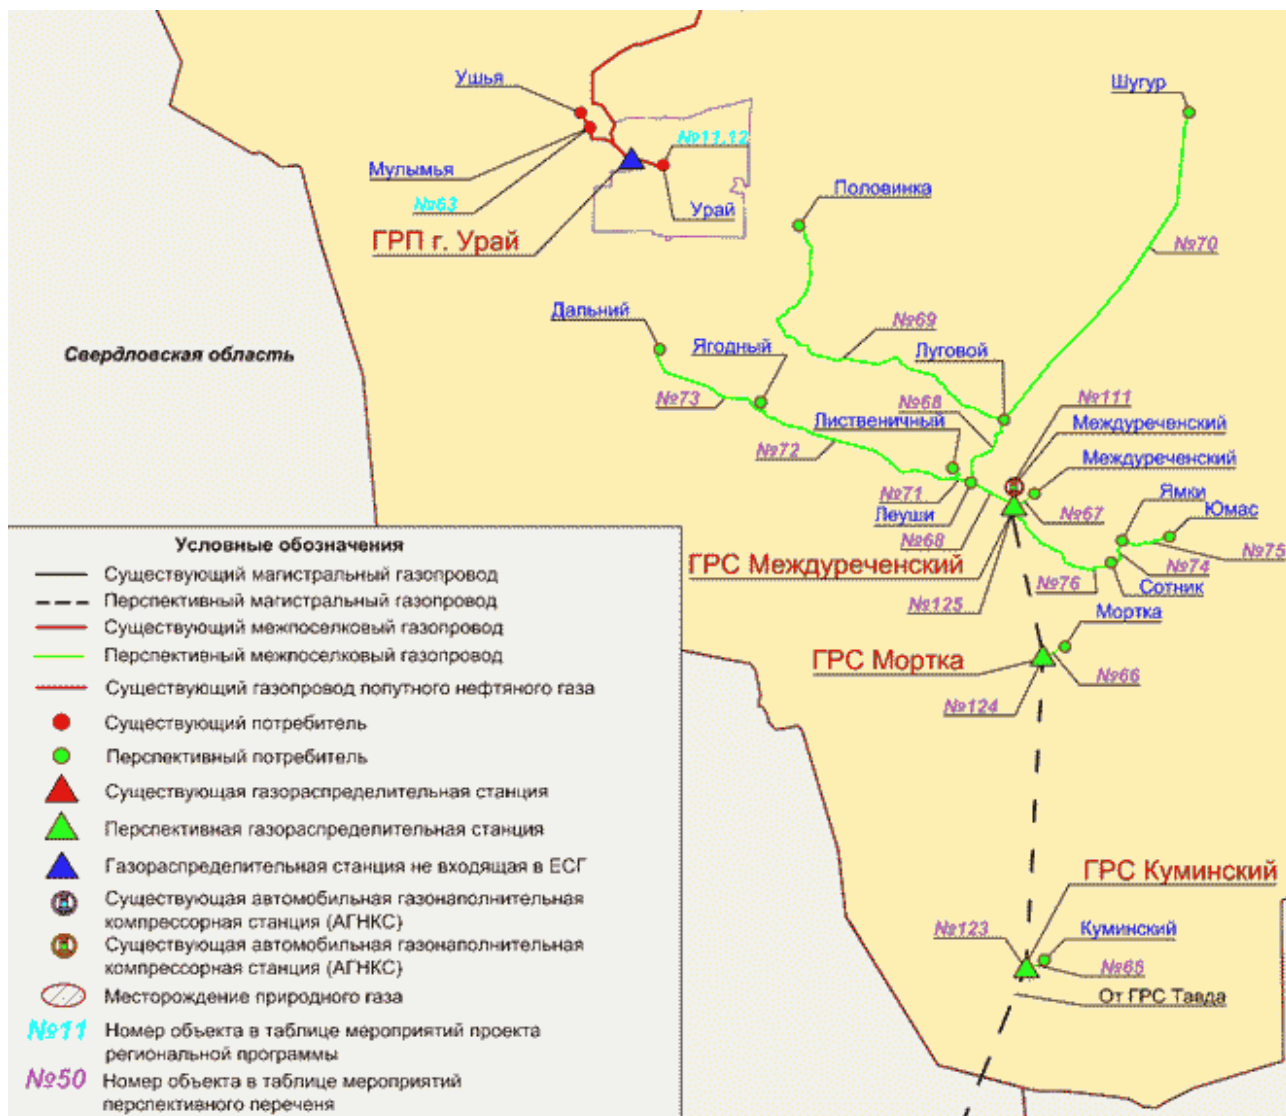 Ушья
Шугур
№11,12
Мулымья
№63
Урай
Половинка
ГРП г. Урай
№70
Дальний
№69
Свердловская область
Ягодный
Луговой
№73
№68
№111
Лиственичный
Междуреченский
№72
Междуреченский
№71
Ямки
Леуши
№67
Юмас
№68
№75
ГРС Междуреченский
№74
№125
№76
Сотник
Мортка
ГРС Мортка
№66
№124
ГРС Куминский
№123
Куминский
№65
От ГРС Тавда
Условные обозначения
Существующий магистральный газопровод
Перспективный магистральный газопровод
Существующий межпоселковый газопровод
Перспективный межпоселковый газопровод
Существующий газопровод попутного нефтяного газа
Существующий потребитель
Перспективный потребитель
Существующая газораспределительная станция
Перспективная газораспределительная станция
Газораспределительная станция не входящая в ЕСГ
Существующая автомобильная газонаполнительная
компрессорная станция (АГНКС)
Существующая автомобильная газонаполнительная
компрессорная станция (АГНКС)
Месторождение природного газа
№11 Номер объекта в таблице мероприятий проекта
региональной программы
№50 Номер объекта в таблице мероприятий
перспективного перечня